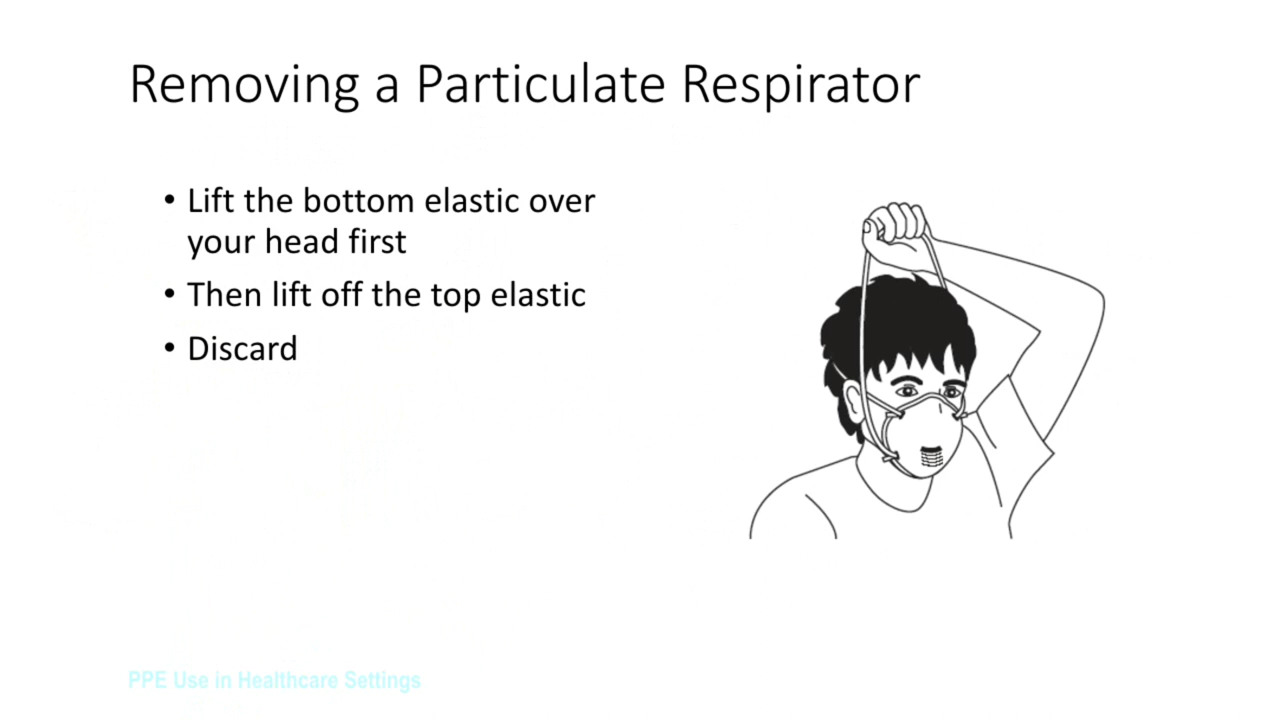 Removing a Particulate Respirator
• Lift the bottom elastic over
your head first
• Then lift off the top elastic
• Discard
PPE Use in Healthcare Settings